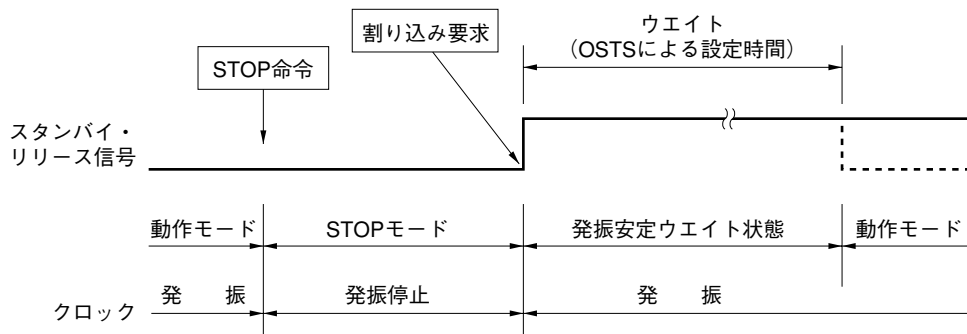 ウエイト
（OSTSによる設定時間）
割り込み要求
STOP命令
スタンバイ・
リリース信号
動作モード
STOPモード
発振安定ウエイト状態
動作モード
クロック
発　振
発振停止
発　振